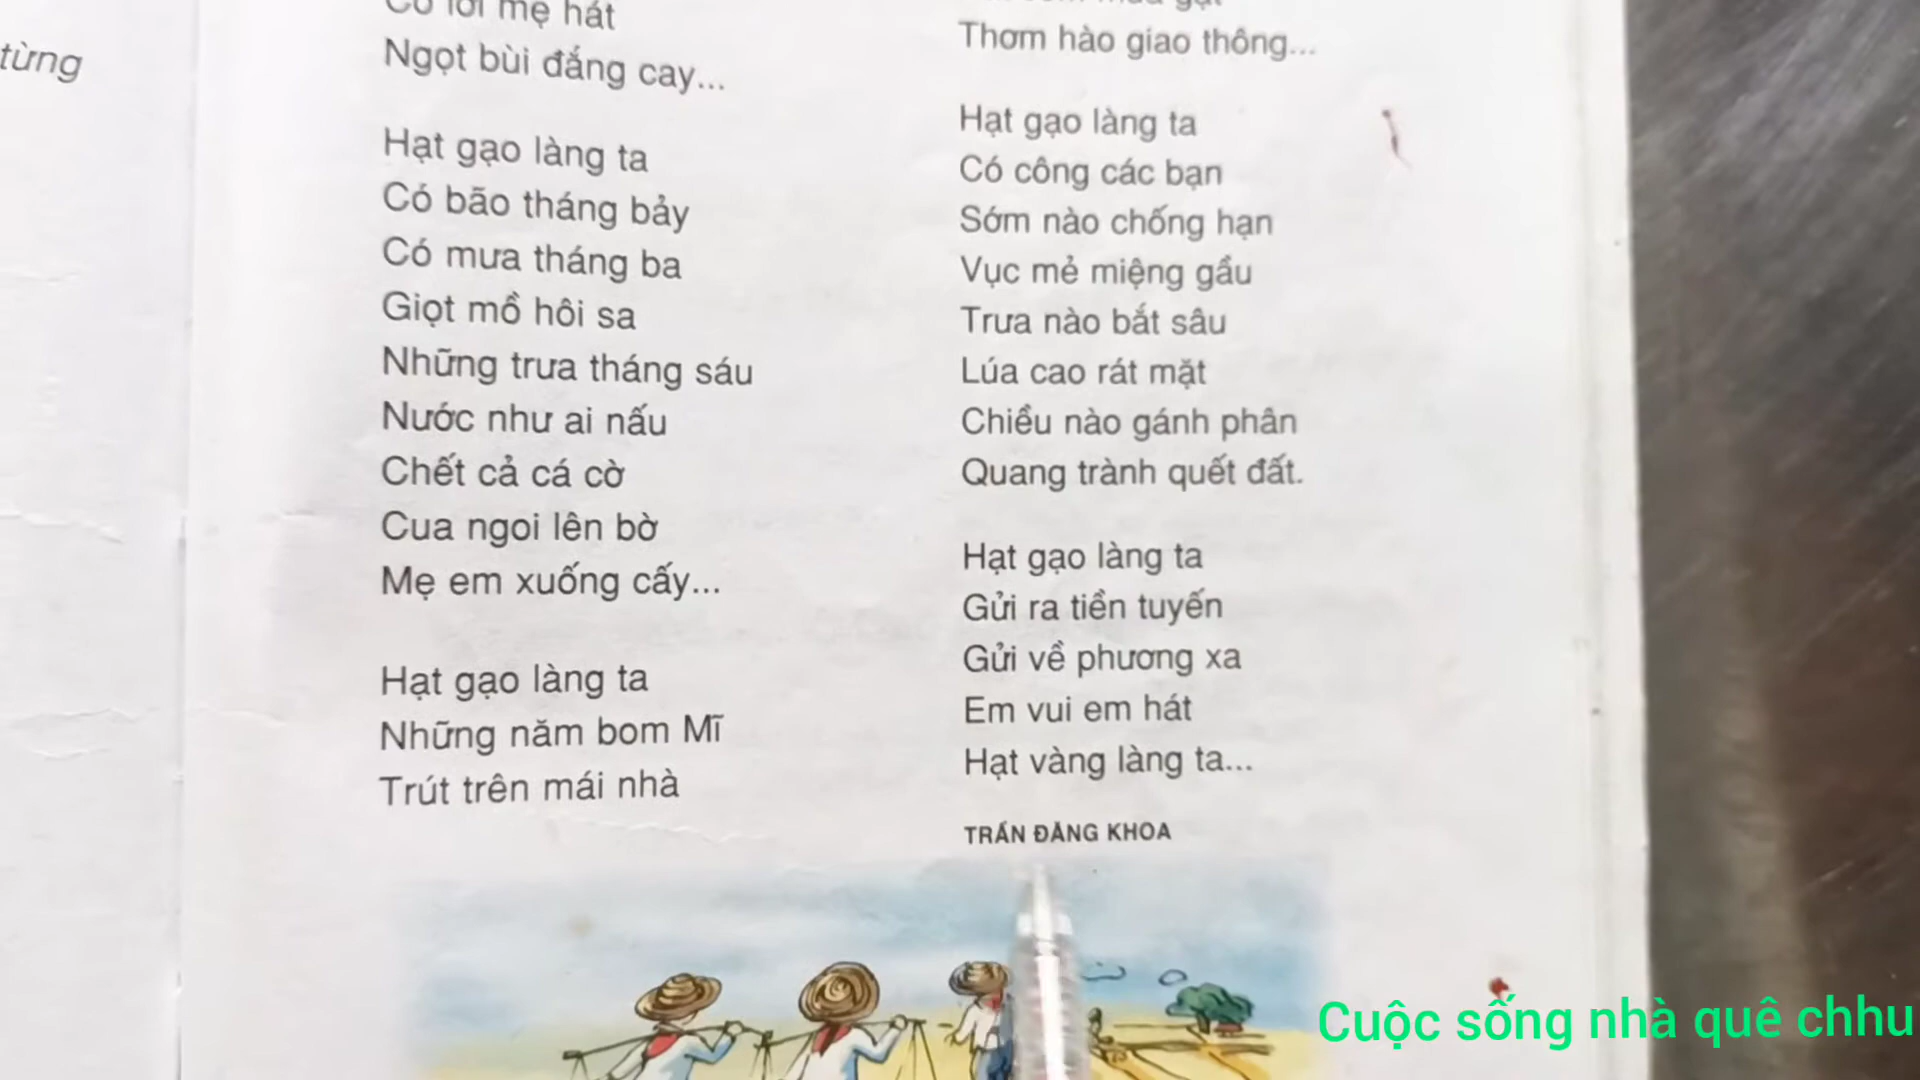 từng
Có lời mẹ hát
Ngọt bùi đắng cay...
Hạt gạo làng ta
Có bão tháng bảy
Có mưa tháng ba
Giọt mồ hôi sa
Những trưa tháng sáu
Nước như ai nấu
Chết cả cá cờ
Cua ngoi lên bờ
Mẹ em xuống cấy...
Hạt gạo làng ta
Những năm bom Mĩ
Trút trên mái nhà
Thơm hào giao thông...
Hạt gạo làng ta
Có công các bạn
Sớm nào chống hạn
Vục mẻ miệng gầu
Trưa nào bắt sâu
Lúa cao rát mặt
Chiều nào gánh phân
Quang trành quết đất.
Hạt gạo làng ta
Gửi ra tiền tuyến
Gửi về phương xa
Em vui em hát
Hạt vàng làng ta...
TRẦN ĐĂNG KHOA
Cuộc sống nhà quê chhu